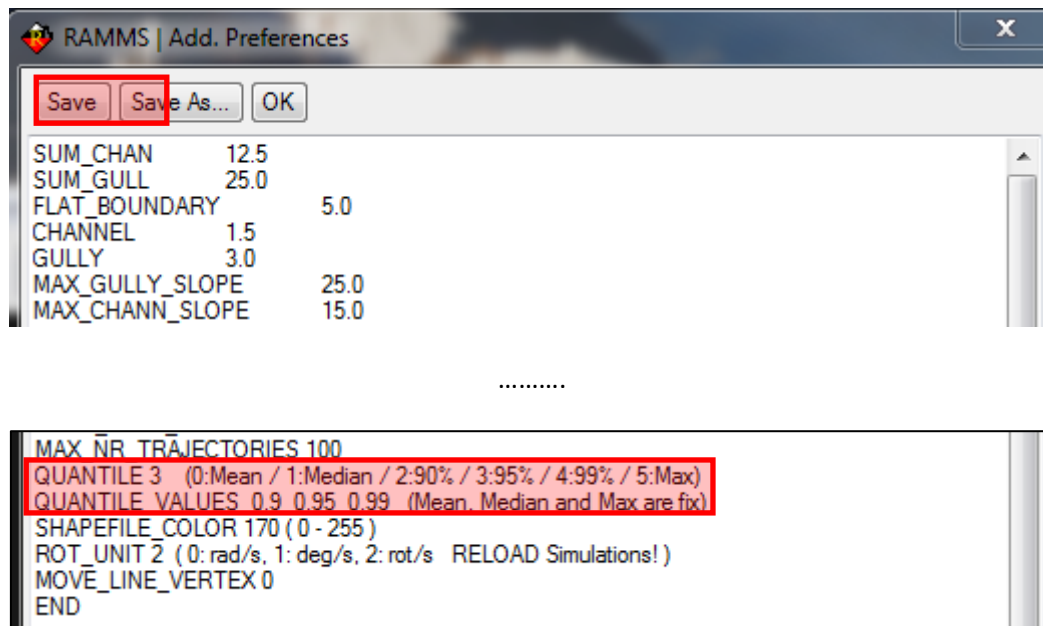 RAMMS | Add. Preferences
X
Save Save As... OK
SUM_CHAN 12.5
SUM_GULL 25.0
FLAT_BOUNDARY 5.0
CHANNEL 1.5
GULLY 3.0
MAX_GULLY_SLOPE 25.0
MAX_CHANN_SLOPE 15.0
..........
MAX_NR_TRAJECTORIES 100
QUANTILE 3 (0:Mean / 1:Median / 2:90% / 3:95% / 4:99% / 5:Max)
QUANTILE_VALUES 0.9 0.95 0.99 (Mean, Median and Max are fix)
SHAPEFILE_COLOR 170 ( 0 - 255 )
ROT_UNIT 2 ( 0: rad/s, 1: deg/s, 2: rot/s RELOAD Simulations! )
MOVE_LINE_VERTEX 0
END